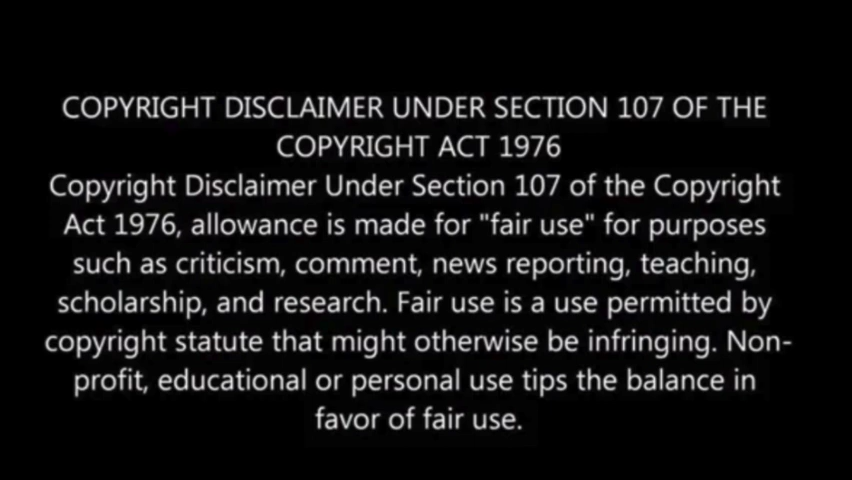 COPYRIGHT DISCLAIMER UNDER SECTION 107 OF THE
COPYRIGHT ACT 1976
Copyright Disclaimer Under Section 107 of the Copyright
Act 1976, allowance is made for "fair use" for purposes
such as criticism, comment, news reporting, teaching,
scholarship, and research. Fair use is a use permitted by
copyright statute that might otherwise be infringing. Non-
profit, educational or personal use tips the balance in
favor of fair use.